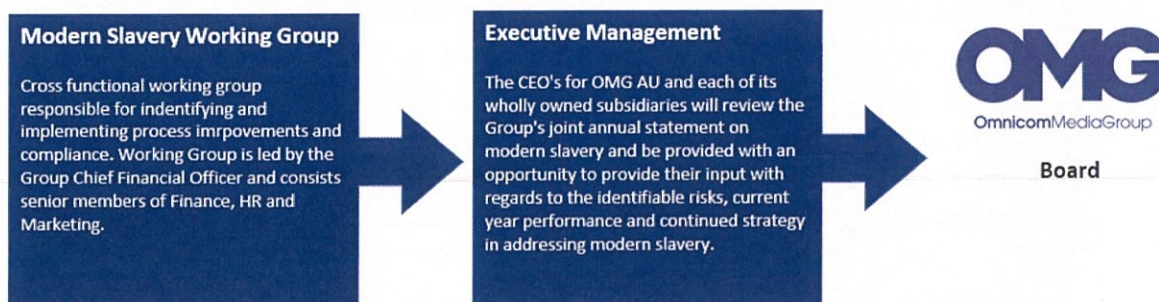 Modern Slavery Working Group
Cross functional working group
responsible for indentifying and
implementing process imrpovements and
compliance. Working Group is led by the
Group Chief Financial Officer and consists
senior members of Finance, HR and
Marketing.
Executive Management
The CEO's for OMG AU and each of its
wholly owned subsidiaries will review the
Group's joint annual statement on
modern slavery and be provided with an
opportunity to provide their input with
regards to the identifiable risks, current
year performance and continued strategy
in addressing modern slavery.
OMG
OmnicomMediaGroup
Board